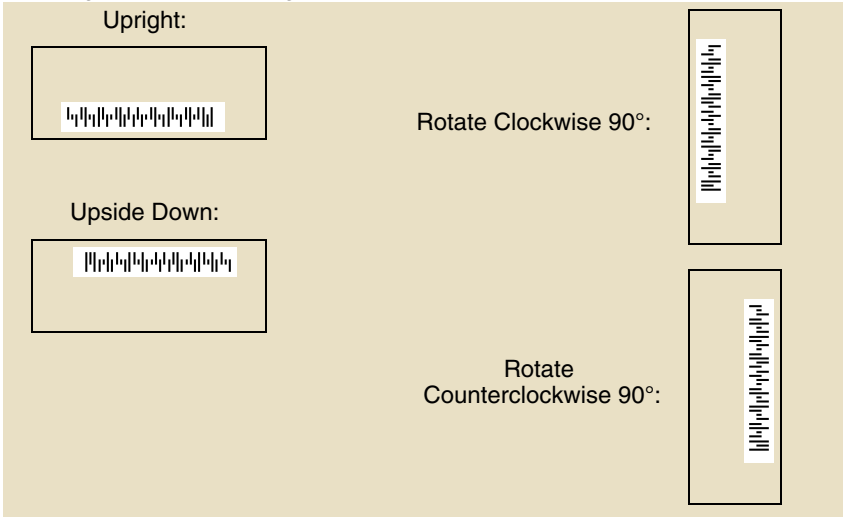 Upright:
Rotate Clockwise 90°:
Upside Down:
Rotate
Counterclockwise 90°: